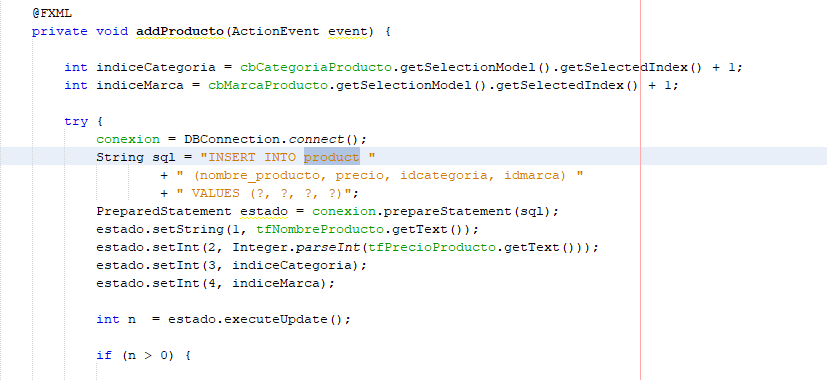 @FXML
private void addProducto(ActionEvent event) {
int indiceCategoria = cbCategoriaProducto.getSelectionModel().getSelectedIndex() + 1;
int indiceMarca = cbMarcaProducto.getSelectionModel().getSelectedIndex() + 1;
try {
conexion = DBConnection.connect();
String sql = "INSERT INTO product "
+ " (nombre_producto, precio, idcategoria, idmarca) "
+ " VALUES (?, ?, ?, ?)";
PreparedStatement estado = conexion.prepareStatement(sql);
estado.setString(1, tfNombreProducto.getText());
estado.setInt(2, Integer.parseInt(tfPrecioProducto.getText()));
estado.setInt(3, indiceCategoria);
estado.setInt(4, indiceMarca);
int n  = estado.executeUpdate();
if (n > 0) {